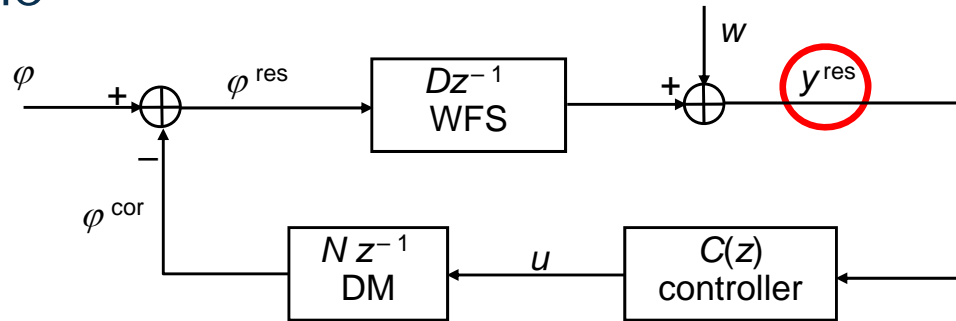 w
φ
+
φ res
Dz−1
WFS
+
y res
−
φ cor
N z−1
DM
u
C(z)
controller